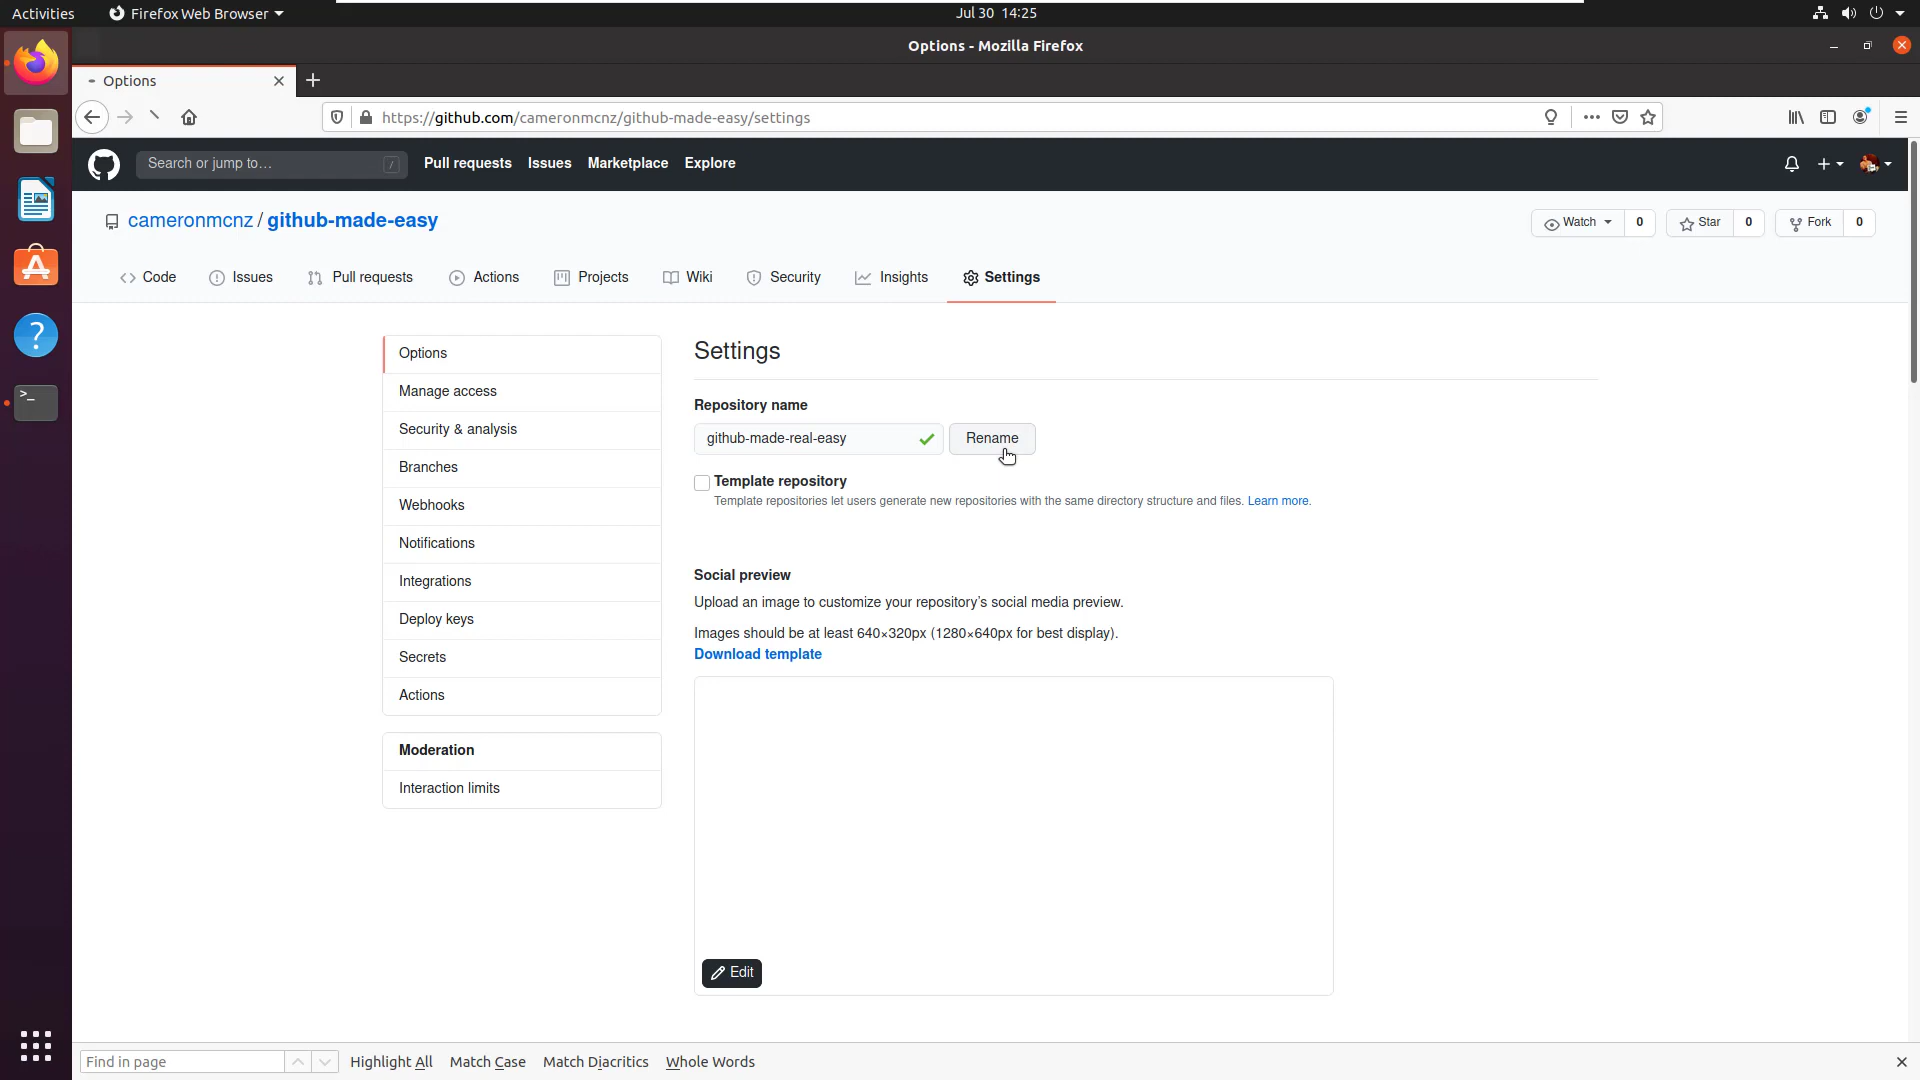 Activities
Firefox Web Browser
Jul 30 14:25
Options - Mozilla Firefox
Options
https://github.com/cameronmcnz/github-made-easy/settings
Search or jump to…
/
Pull requests
Issues
Marketplace
Explore
cameronmcnz / github-made-easy
Watch
0
Star
0
Fork
0
Code
Issues
Pull requests
Actions
Projects
Wiki
Security
Insights
Settings
Options
Manage access
Security & analysis
Branches
Webhooks
Notifications
Integrations
Deploy keys
Secrets
Actions
Moderation
Interaction limits
Settings
Repository name
github-made-real-easy
Rename
Template repository
Template repositories let users generate new repositories with the same directory structure and files. Learn more.
Social preview
Upload an image to customize your repository's social media preview.
Images should be at least 640×320px (1280×640px for best display).
Download template
Edit
Find in page
Highlight All
Match Case
Match Diacritics
Whole Words